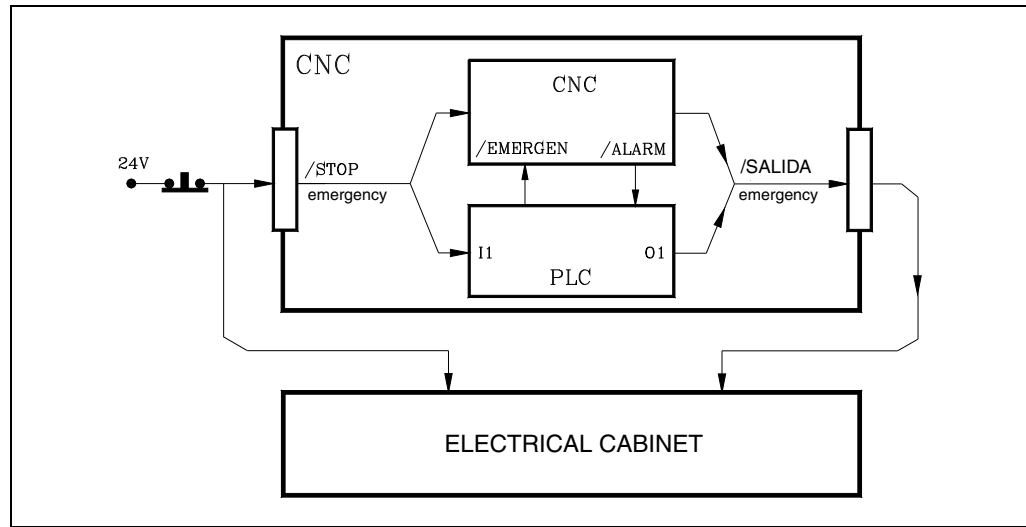 CNC
CNC
/EMERGEN /ALARM
24V
/STOP
emergency
/SALIDA
emergency
I1 O1
PLC
ELECTRICAL CABINET